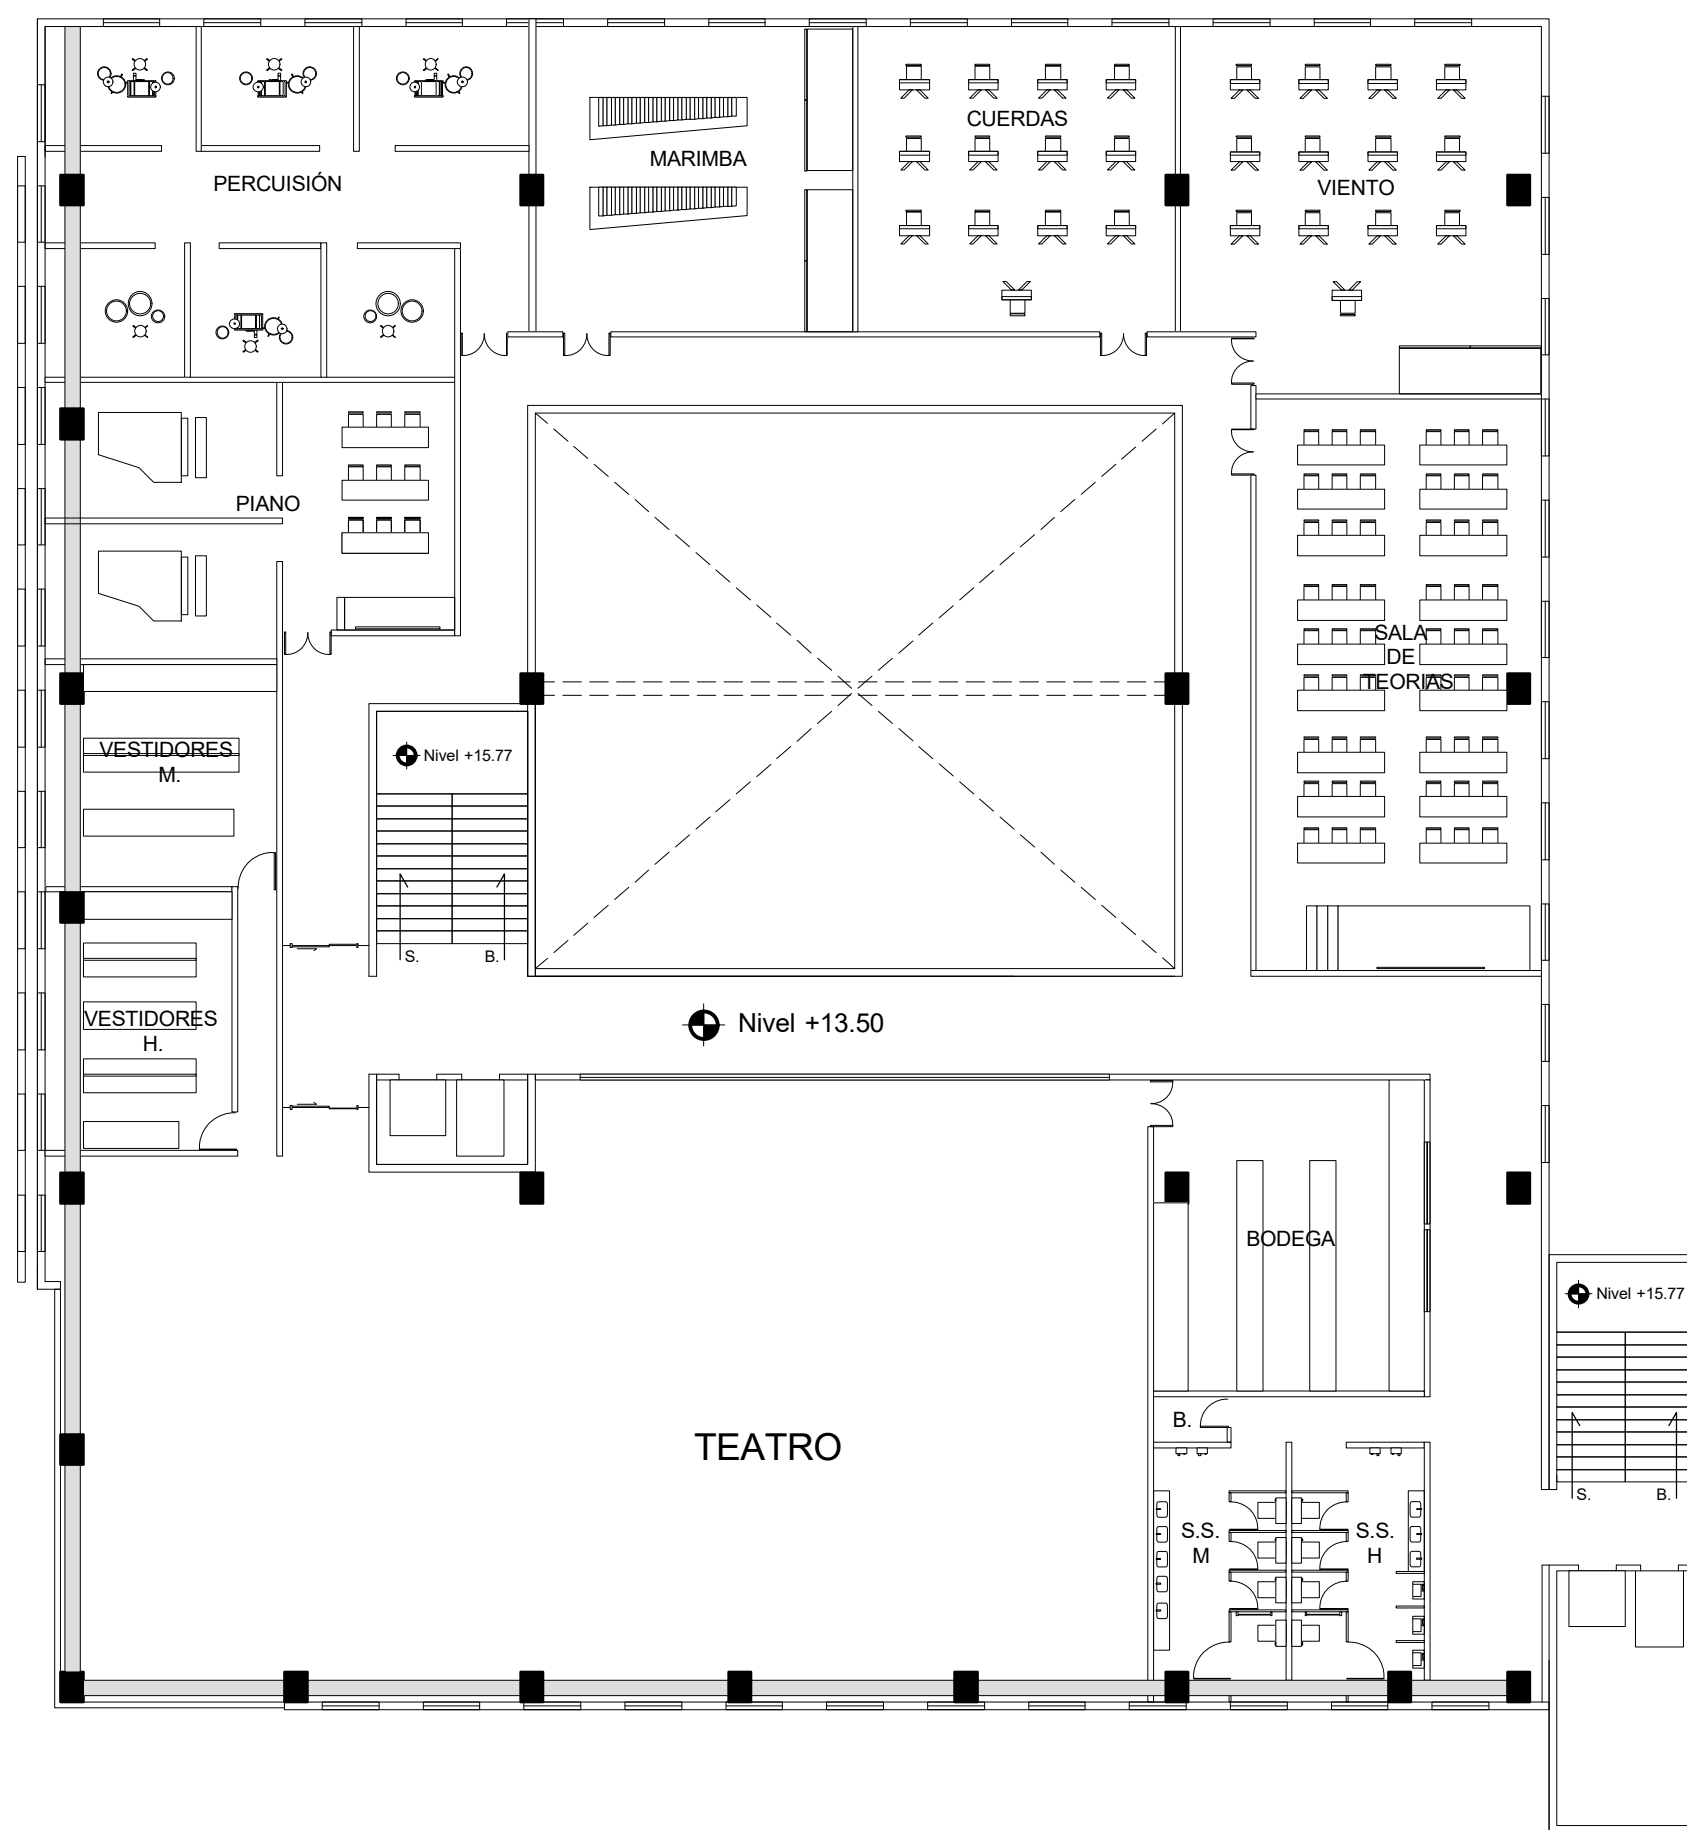 PERCUISIÓN
MARIMBA
CUERDAS
VIENTO
PIANO
SALA
DE
TEORIAS
VESTIDORES
M.
Nivel +15.77
S.
B.
VESTIDORES
H.
Nivel +13.50
BODEGA
Nivel +15.77
S.
B.
TEATRO
B.
S.S.
M
S.S.
H